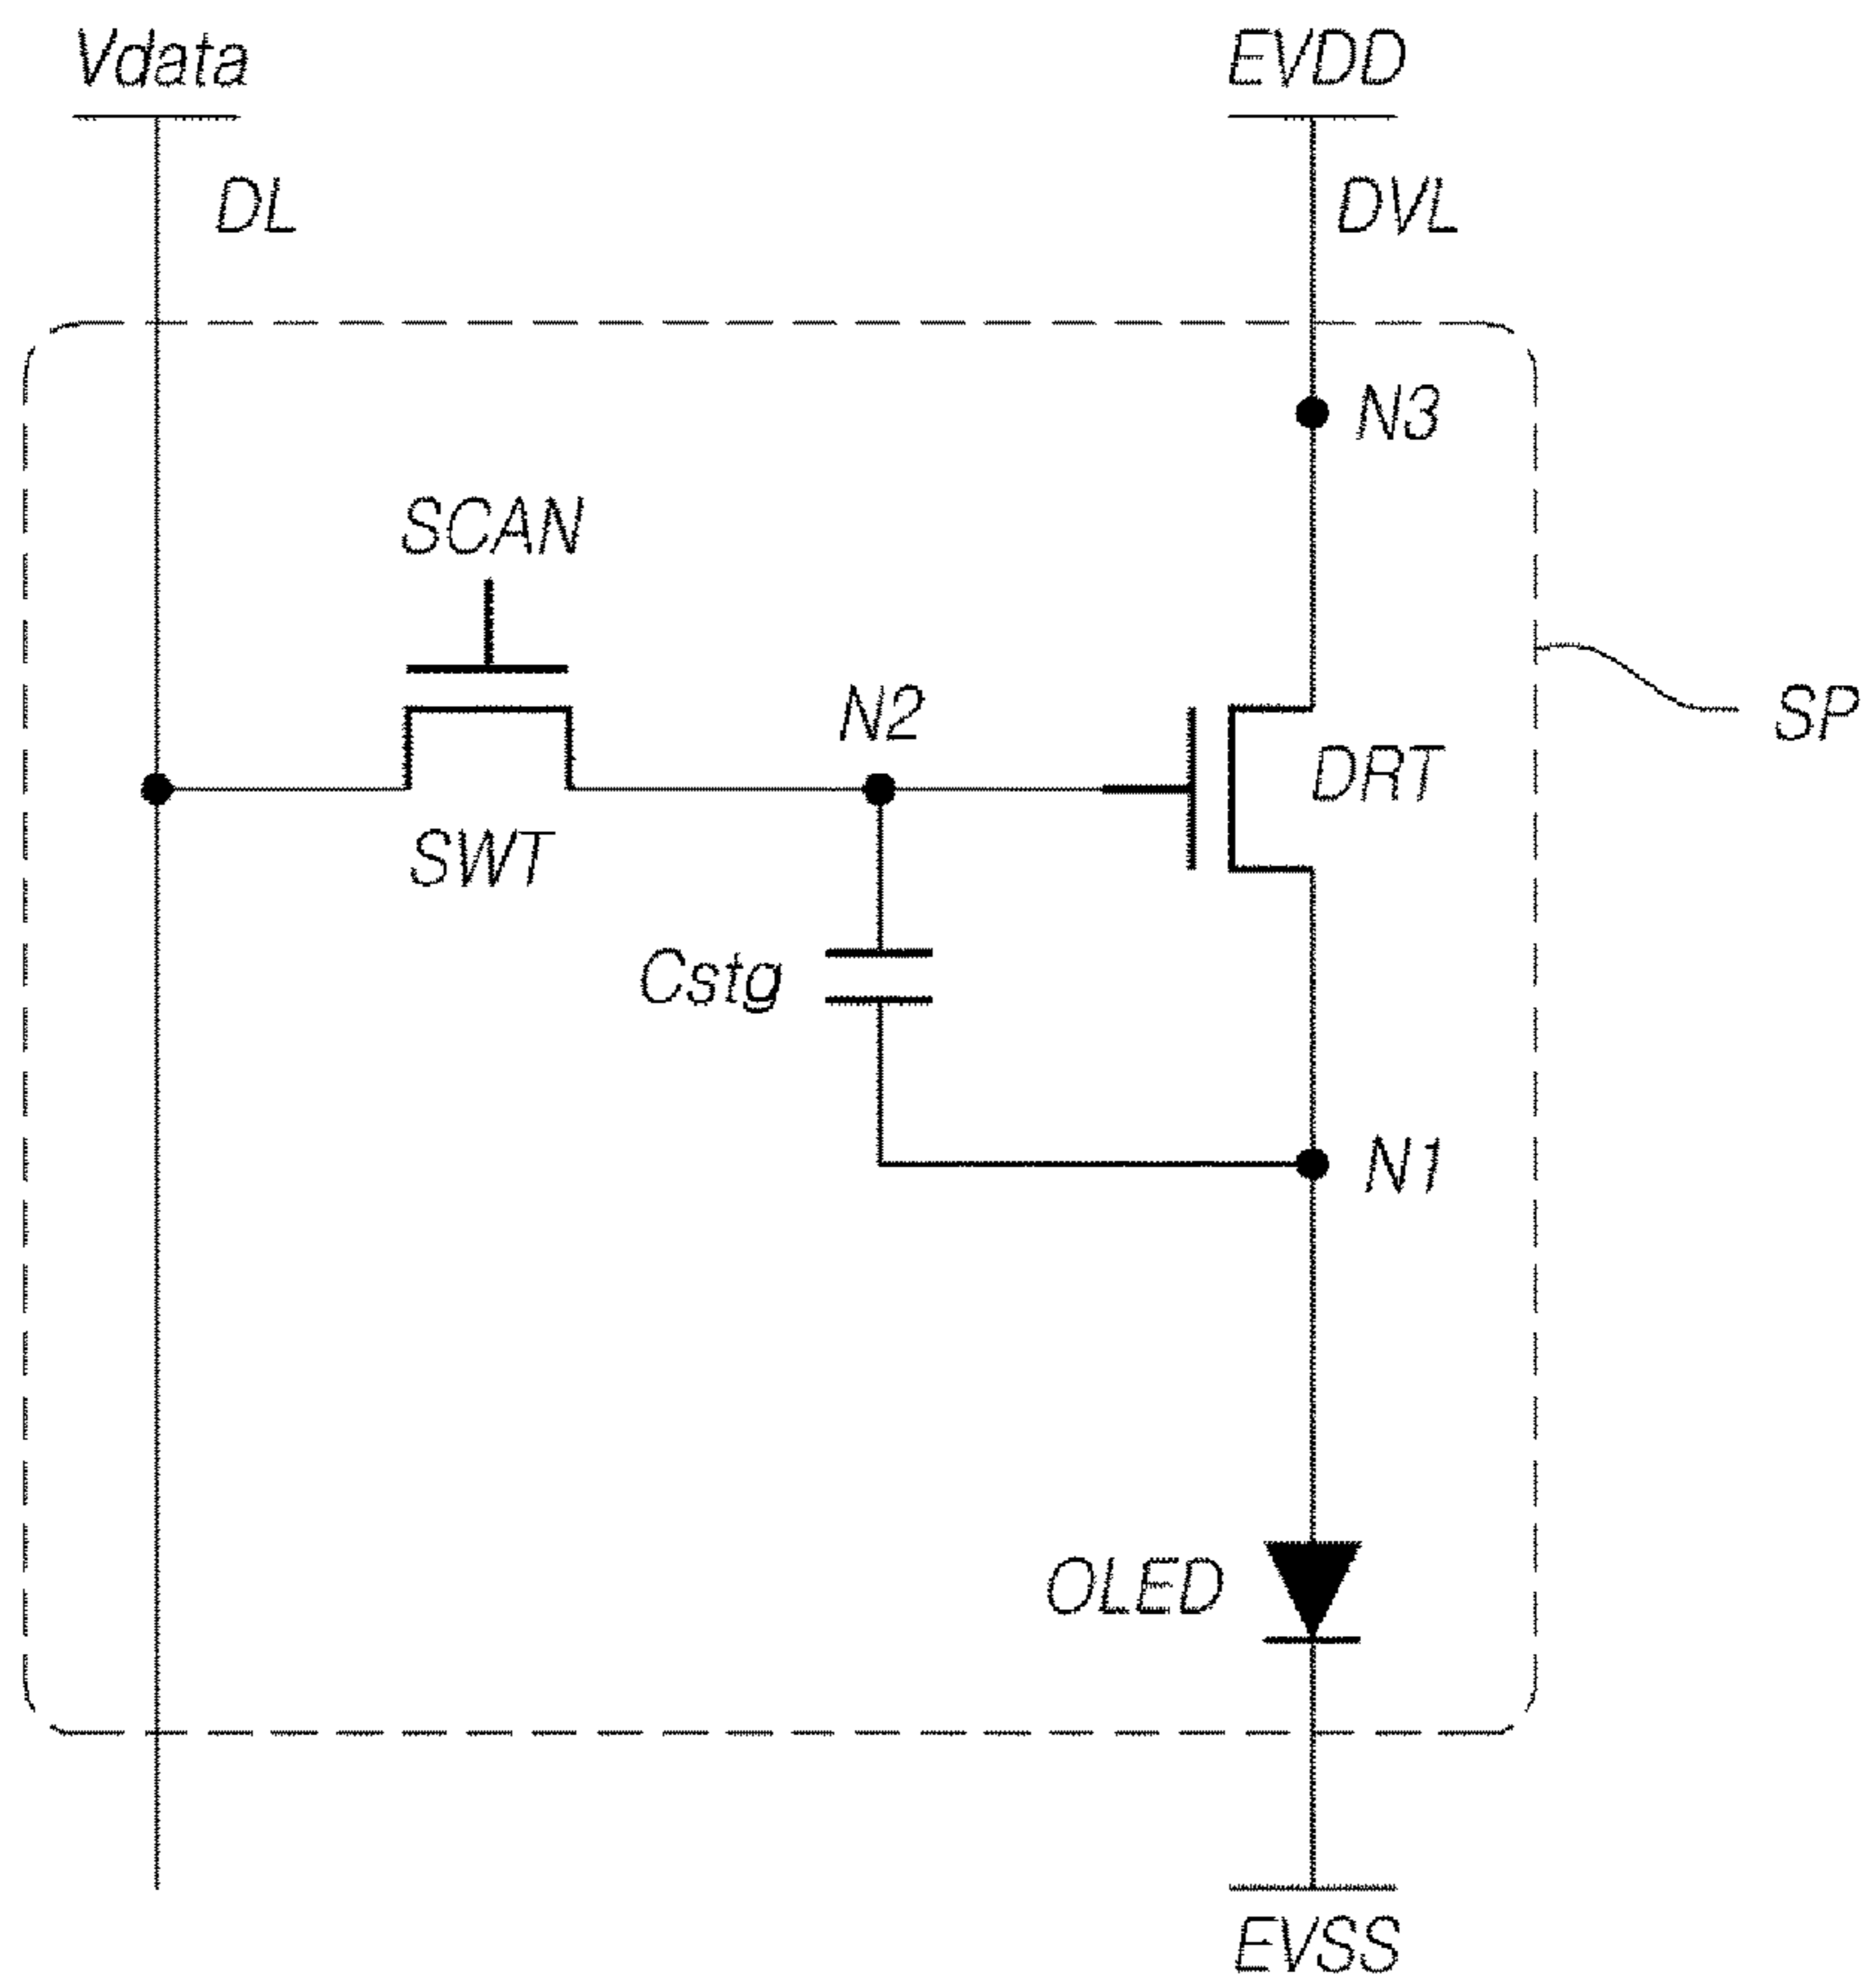 Vdata
EVDD
DL
DVL
N3
SCAN
N2
SP
DRT
SWT
Cstg
N1
OLED
EVSS